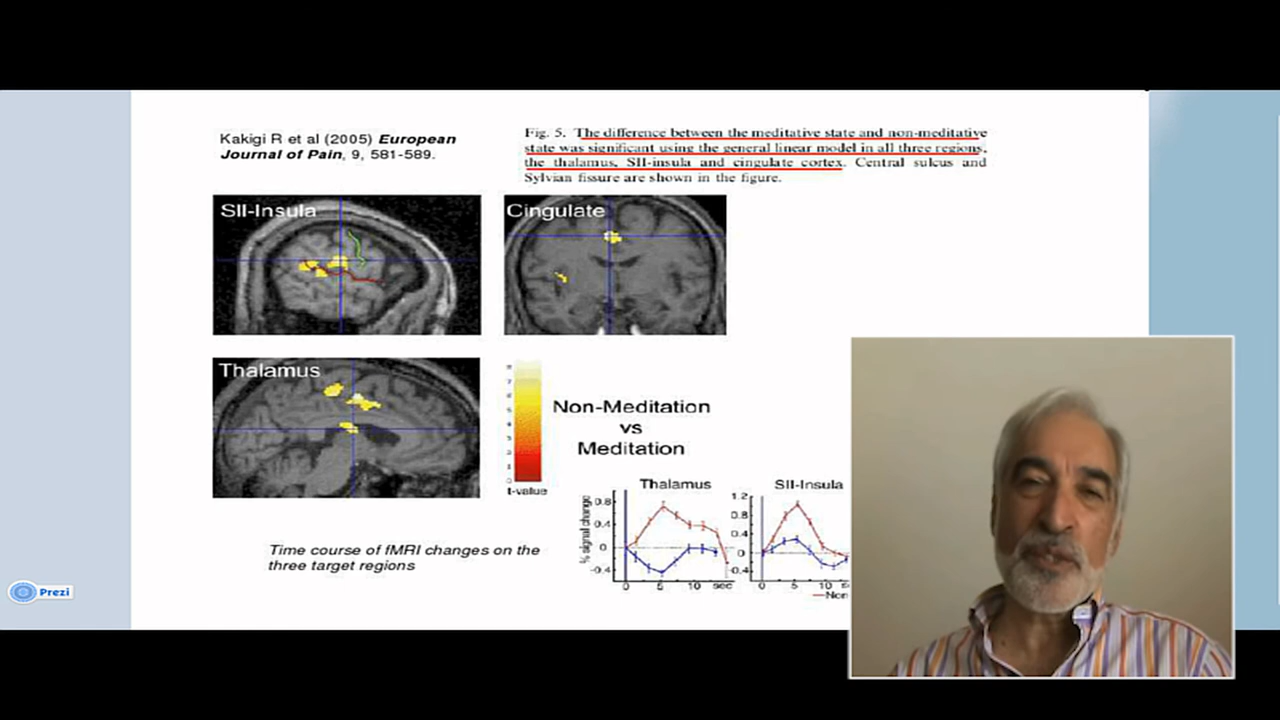 Kakigi R et al (2005) European
Journal of Pain, 9, 581-589.
Fig. 5. The difference between the meditative state and non-meditative
state was significant using the general linear model in all three regions,
the thalamus, SII-insula and cingulate cortex. Central sulcus and
Sylvian fissure are shown in the figure.
SII-Insula
Cingulate
Thalamus
Non-Meditation
vs
Meditation
t-value
Thalamus
SII-Insula
% signal change
0.8
0.4
0
-0.4
0 5 10 sec
1.2
0.8
0.4
0
-0.4
0 5 10
Non
Time course of fMRI changes on the
three target regions
Prezi